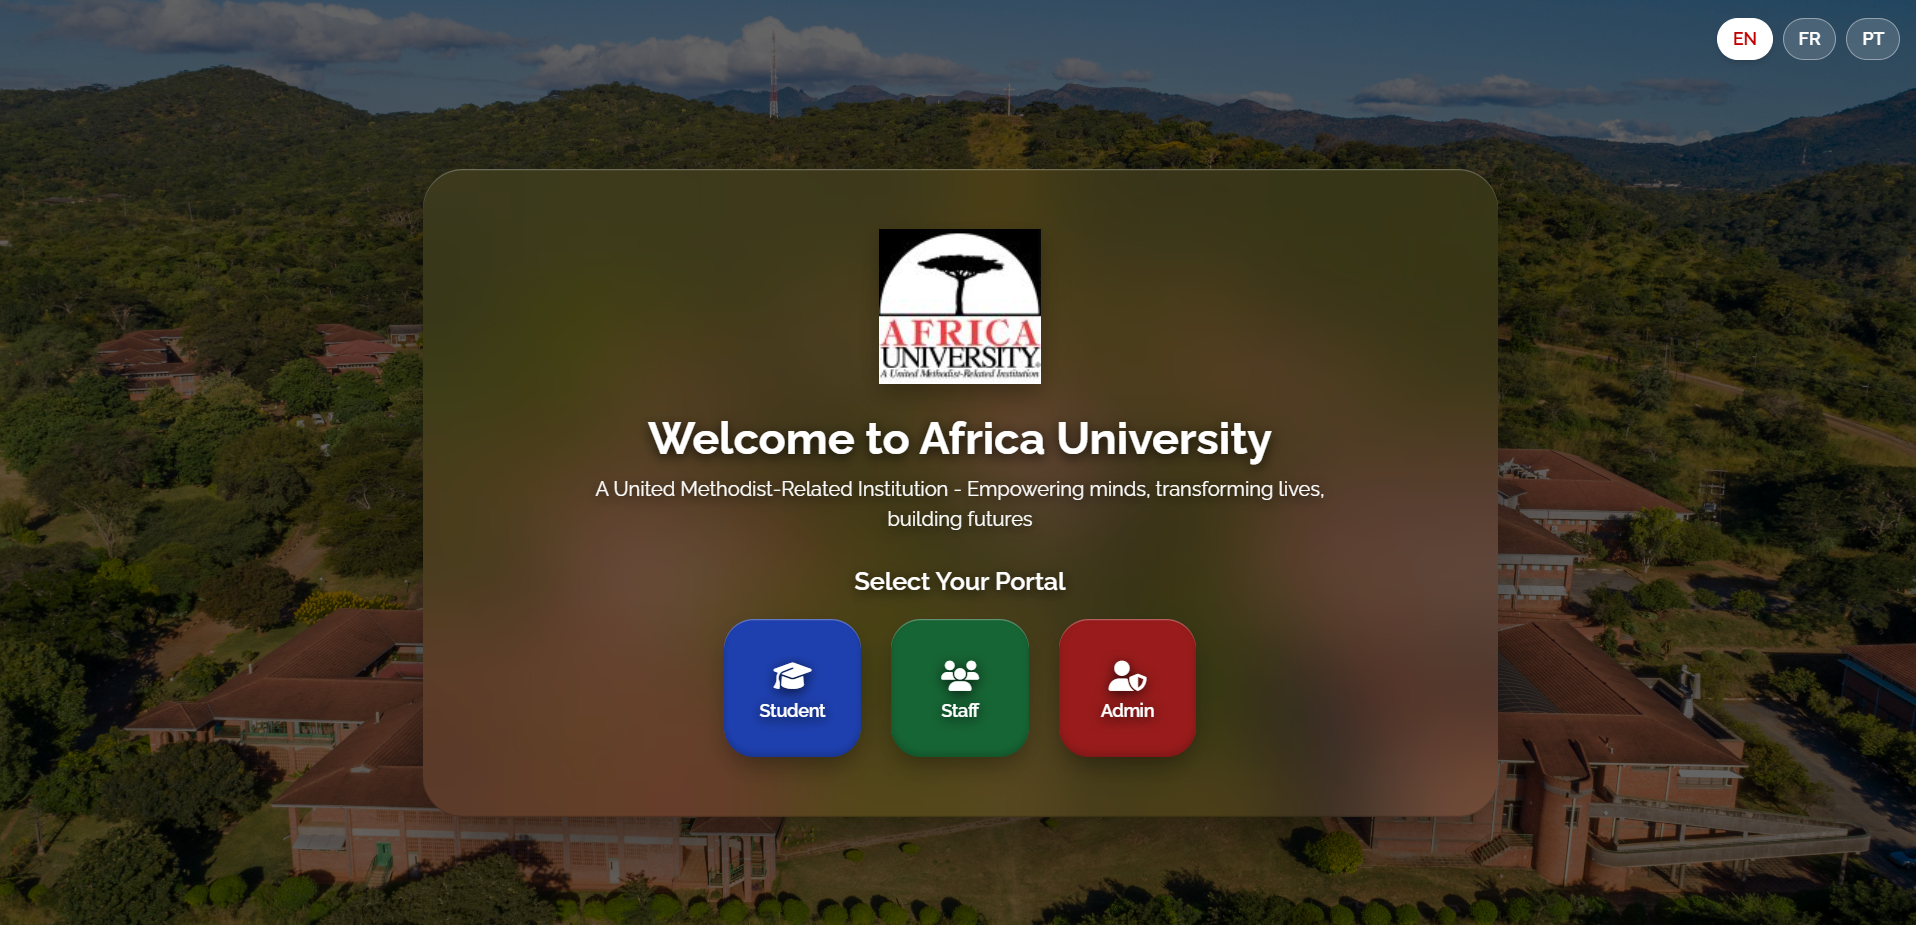 EN FR PT
AFRICA
UNIVERSITY
A United Methodist-Related Institution
Welcome to Africa University
A United Methodist-Related Institution - Empowering minds, transforming lives,
building futures
Select Your Portal
Student Staff Admin